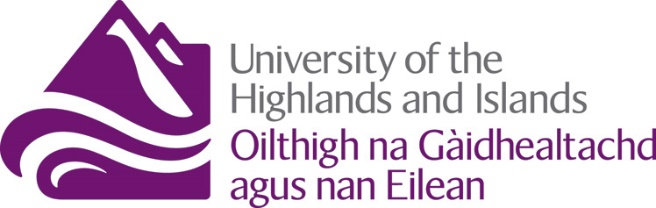 University of the
Highlands and Islands
Oilthigh na Gàidhealtachd
agus nan Eilean